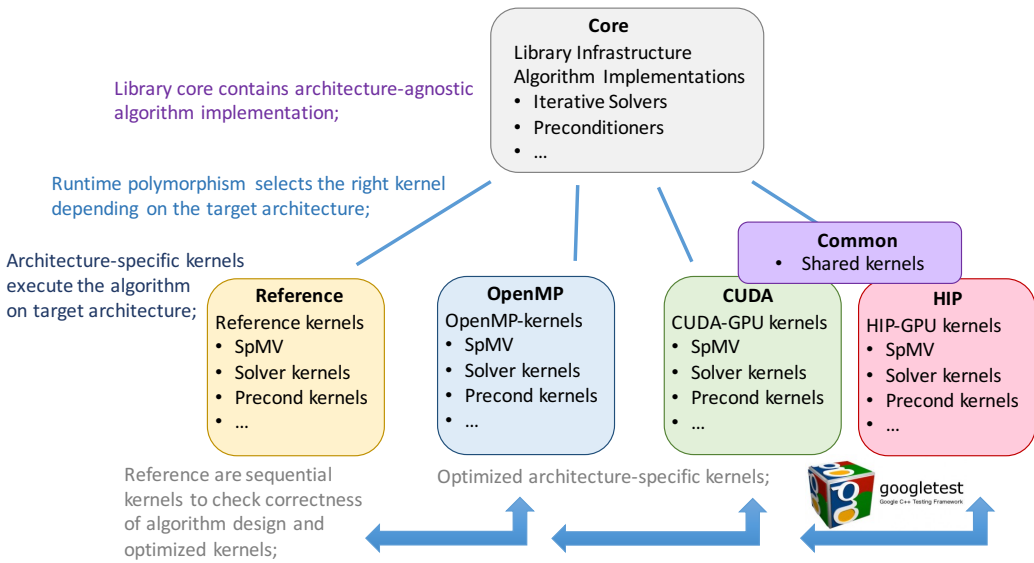 Core
Library Infrastructure
Algorithm Implementations
• Iterative Solvers
• Preconditioners
• ...
Library core contains architecture-agnostic
algorithm implementation;
Runtime polymorphism selects the right kernel
depending on the target architecture;
Architecture-specific kernels
execute the algorithm
on target architecture;
Common
• Shared kernels
Reference
Reference kernels
• SpMV
• Solver kernels
• Precond kernels
• ...
OpenMP
OpenMP-kernels
• SpMV
• Solver kernels
• Precond kernels
• ...
CUDA
CUDA-GPU kernels
• SpMV
• Solver kernels
• Precond kernels
• ...
HIP
HIP-GPU kernels
• SpMV
• Solver kernels
• Precond kernels
• ...
Reference are sequential
kernels to check correctness
of algorithm design and
optimized kernels;
Optimized architecture-specific kernels;
googletest
Google C++ Testing Framework